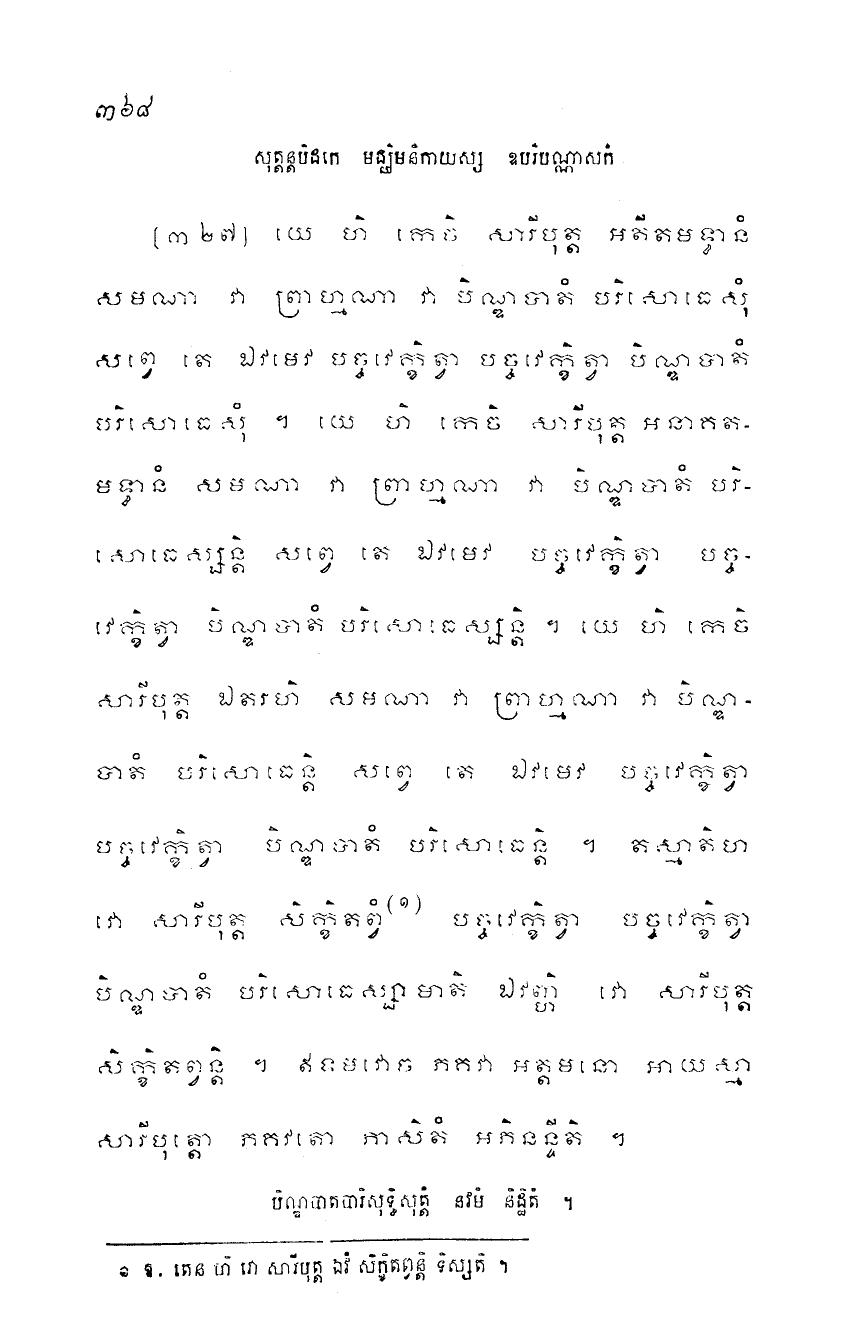 ៣៦៨
សុត្តន្តបិដកេ មជ្ឈិមនិកាយស្ស ឧបរិបណ្ណាសកំ
[៣២៧] យេ ហិ កេចិ សារីបុត្ត អតីតមទ្ធានំ
សមណា វា ព្រាហ្មណា វា បិណ្ឌបាតំ បរិសោធេសុំ
សព្វេ តេ ឯវមេវ បច្ចវេក្ខិត្វា បច្ចវេក្ខិត្វា បិណ្ឌបាតំ
បរិសោធេសុំ ។ យេ ហិ កេចិ សារីបុត្ត អនាគត-
មទ្ធានំ សមណា វា ព្រាហ្មណា វា បិណ្ឌបាតំ បរិ-
សោធេស្សន្តិ សព្វេ តេ ឯវមេវ បច្ចវេក្ខិត្វា បច្ច-
វេក្ខិត្វា បិណ្ឌបាតំ បរិសោធេស្សន្តិ ។ យេ ហិ កេចិ
សារីបុត្ត ឯតរហិ សមណា វា ព្រាហ្មណា វា បិណ្ឌ-
បាតំ បរិសោធេន្តិ សព្វេ តេ ឯវមេវ បច្ចវេក្ខិត្វា
បច្ចវេក្ខិត្វា បិណ្ឌបាតំ បរិសោធេន្តិ ។ តស្មាតិហ
វោ សារីបុត្ត សិក្ខិតព្វំ(១) បច្ចវេក្ខិត្វា បច្ចវេក្ខិត្វា
បិណ្ឌបាតំ បរិសោធេស្សាមាតិ ឯវញ្ហិ វោ សារីបុត្ត
សិក្ខិតព្វន្តិ ។ ឥទមវោច ភគវា អត្តមនោ អាយស្មា
សារីបុត្តោ ភគវតោ ភាសិតំ អភិនន្ទីតិ ។
បិណ្ឌបាតបារិសុទ្ធិសុត្តំ នវមំ និដ្ឋិតំ ។
១ ឱ. តេន ហិ វោ សារីបុត្ត ឯវំ សិក្ខិតព្វន្តិ ទិស្សតិ ។